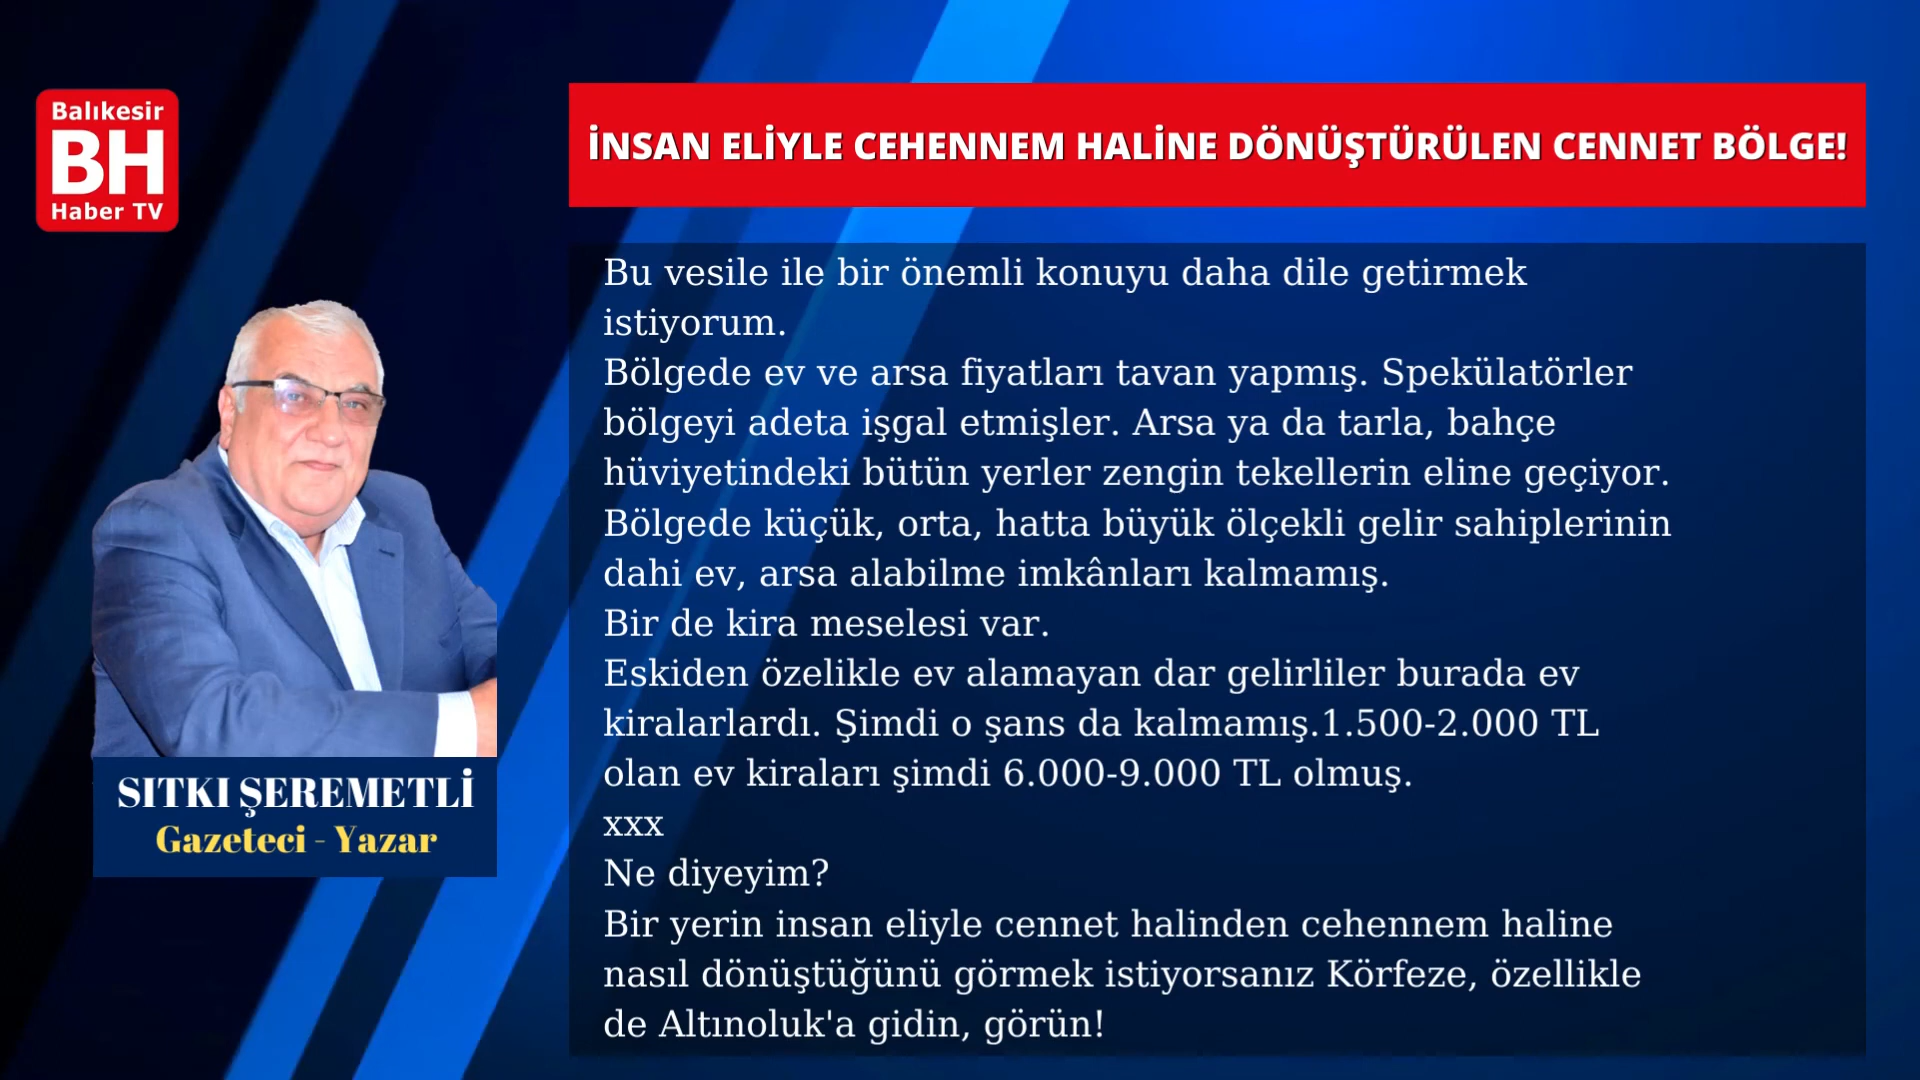 Balıkesir
BH
Haber TV
İNSAN ELİYLE CEHENNEM HALİNE DÖNÜŞTÜRÜLEN CENNET BÖLGE!
Bu vesile ile bir önemli konuyu daha dile getirmek
istiyorum.
Bölgede ev ve arsa fiyatları tavan yapmış. Spekülatörler
bölgeyi adeta işgal etmişler. Arsa ya da tarla, bahçe
hüviyetindeki bütün yerler zengin tekellerin eline geçiyor.
Bölgede küçük, orta, hatta büyük ölçekli gelir sahiplerinin
dahi ev, arsa alabilme imkânları kalmamış.
Bir de kira meselesi var.
Eskiden özelikle ev alamayan dar gelirliler burada ev
kiralarlardı. Şimdi o şans da kalmamış.1.500-2.000 TL
olan ev kiraları şimdi 6.000-9.000 TL olmuş.
xxx
Ne diyeyim?
Bir yerin insan eliyle cennet halinden cehennem haline
nasıl dönüştüğünü görmek istiyorsanız Körfeze, özellikle
de Altınoluk'a gidin, görün!
SITKI ŞEREMETLİ
Gazeteci - Yazar